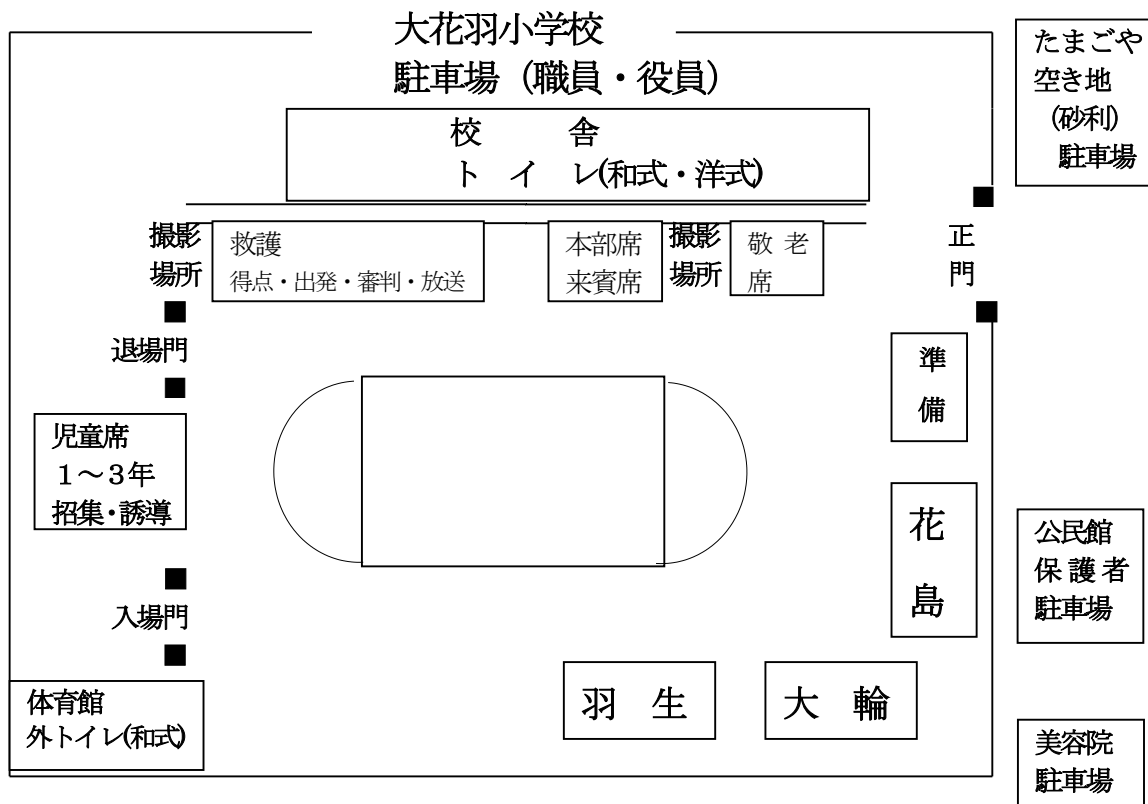 大花羽小学校
駐車場（職員・役員）
たまごや
空き地
(砂利)
駐車場
校　　舎
ト　イ　レ(和式・洋式)
撮影
場所
救護
得点・出発・審判・放送
本部席
来賓席
撮影
場所
敬 老
席
正
門
退場門
準
備
児童席
１～３年
招集・誘導
花
島
公民館
保 護 者
駐車場
入場門
体育館
外トイレ(和式)
羽　生
大　輪
美容院
駐車場